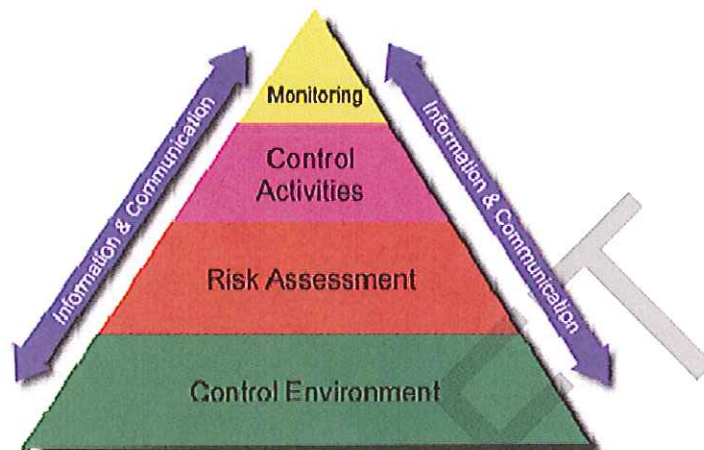 Monitoring
Control
Activities
Risk Assessment
Control Environment
Information & Communication
Information & Communication